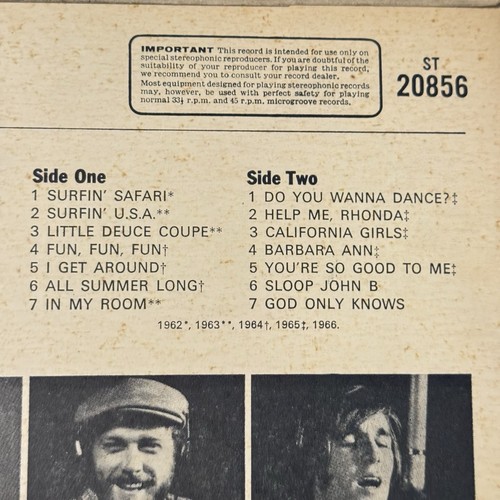 IMPORTANT This record is intended for use only on
special stereophonic reproducers. If you are doubtful of the
suitability of your reproducer for playing this record,
we recommend you to consult your record dealer.
Most equipment designed for playing stereophonic records
may, however, be used with perfect safety for playing
normal 33⅓ r.p.m. and 45 r.p.m. microgroove records.
ST
20856
Side One
1 SURFIN' SAFARI*
2 SURFIN' U.S.A.**
3 LITTLE DEUCE COUPE**
4 FUN, FUN, FUN†
5 I GET AROUND†
6 ALL SUMMER LONG†
7 IN MY ROOM**
Side Two
1 DO YOU WANNA DANCE?‡
2 HELP ME, RHONDA‡
3 CALIFORNIA GIRLS‡
4 BARBARA ANN‡
5 YOU'RE SO GOOD TO ME‡
6 SLOOP JOHN B
7 GOD ONLY KNOWS
1962*, 1963**, 1964†, 1965‡, 1966.